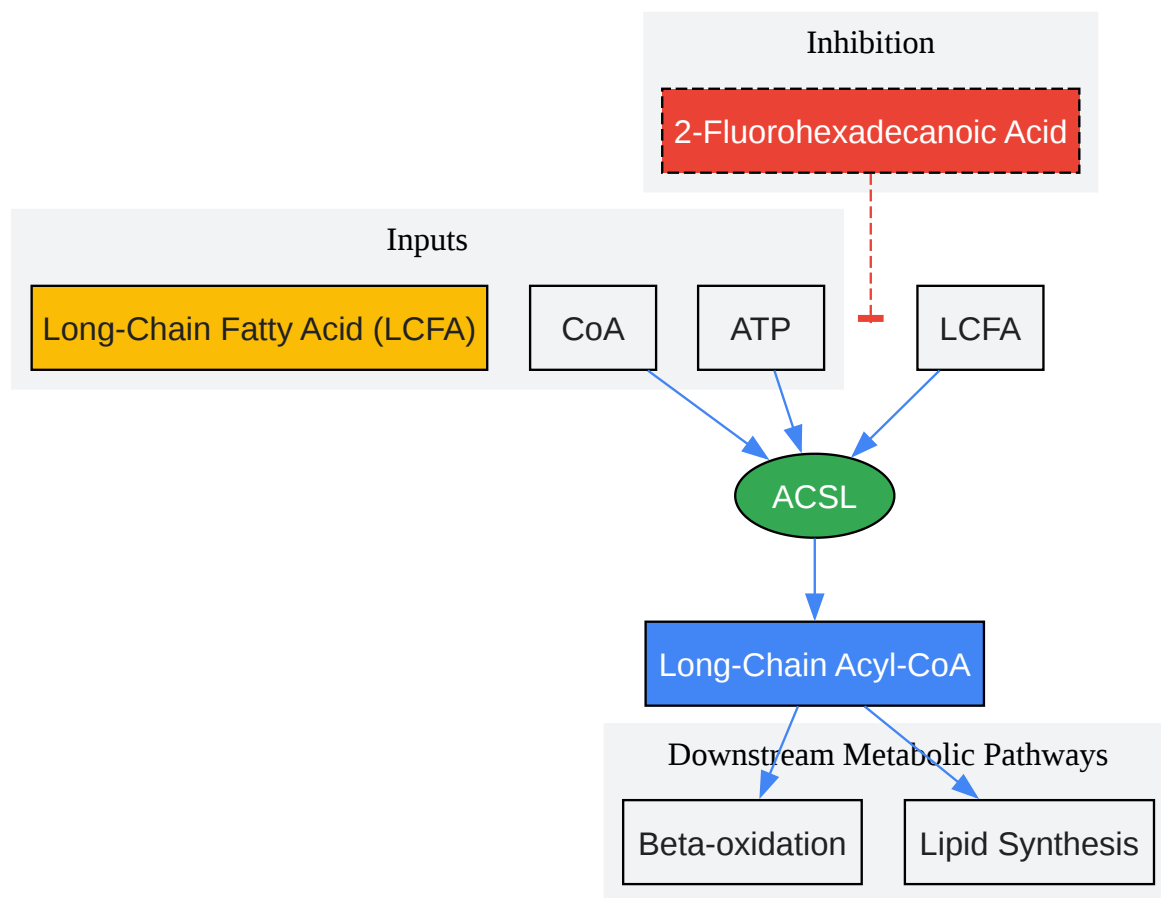 Inhibition
2-Fluorohexadecanoic Acid
Inputs
Long-Chain Fatty Acid (LCFA)
CoA
ATP
LCFA
ACSL
Long-Chain Acyl-CoA
Downstream Metabolic Pathways
Beta-oxidation
Lipid Synthesis